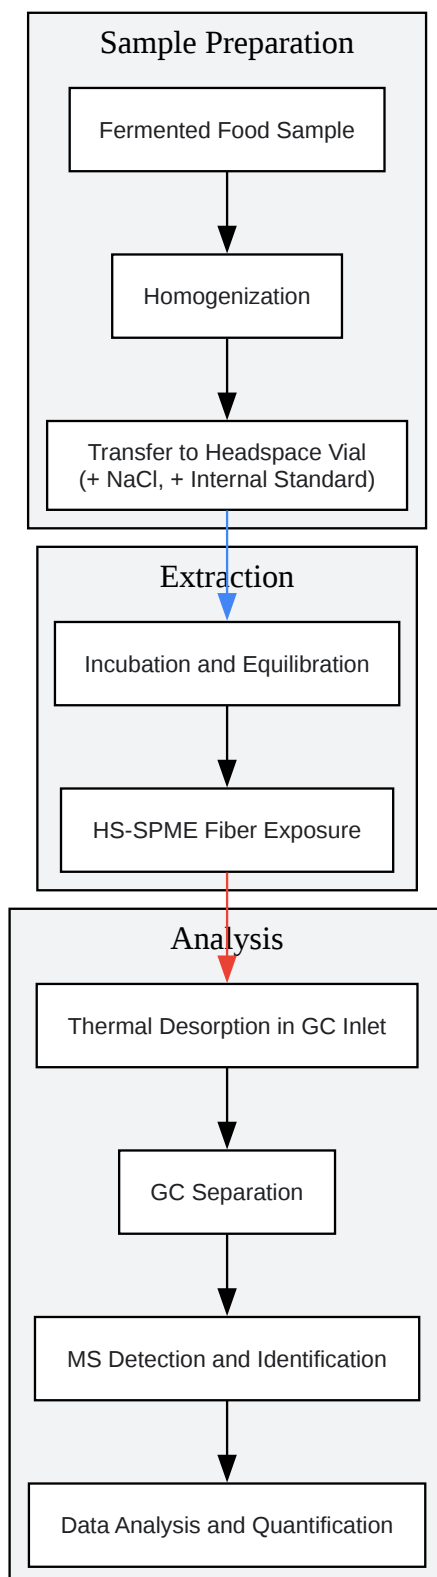 Sample Preparation
Fermented Food Sample
Homogenization
Transfer to Headspace Vial
(+ NaCl, + Internal Standard)
Extraction
Incubation and Equilibration
HS-SPME Fiber Exposure
Analysis
Thermal Desorption in GC Inlet
GC Separation
MS Detection and Identification
Data Analysis and Quantification